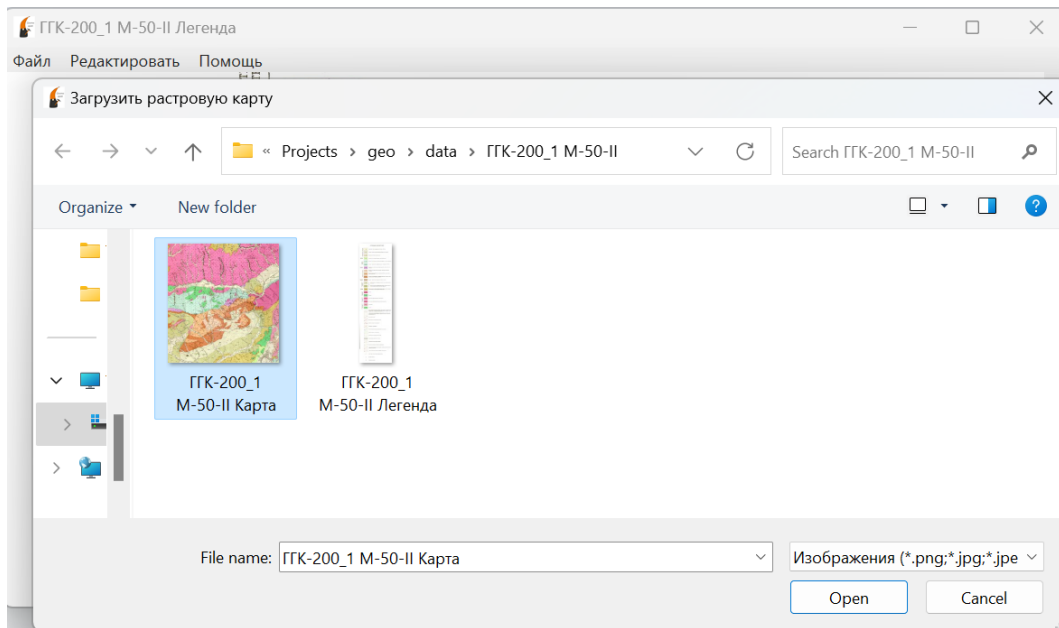 ГГК-200_1 М-50-II Легенда
Файл Редактировать Помощь
Загрузить растровую карту
« Projects › geo › data › ГГК-200_1 М-50-II
Search ГГК-200_1 М-50-II
Organize New folder
ГГК-200_1
М-50-II Карта
ГГК-200_1
М-50-II Легенда
File name: ГГК-200_1 М-50-II Карта
Изображения (*.png;*.jpg;*.jpe
Open Cancel